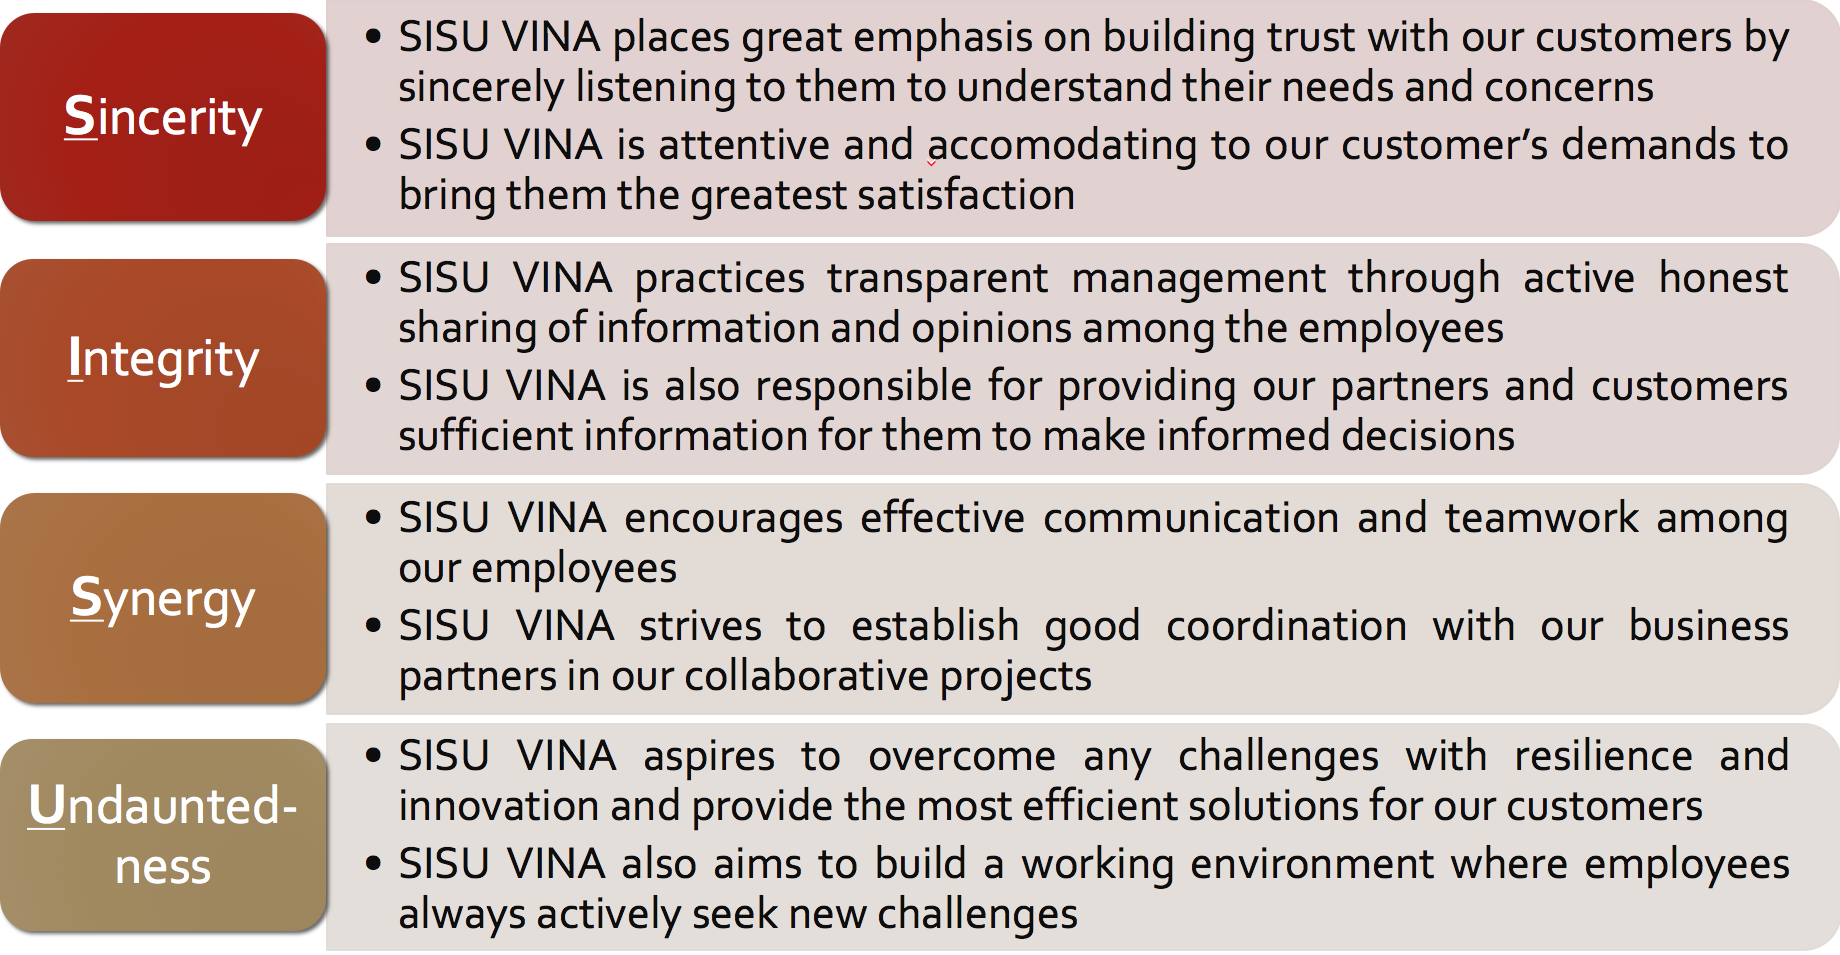 Sincerity
• SISU VINA places great emphasis on building trust with our customers by
sincerely listening to them to understand their needs and concerns
• SISU VINA is attentive and accomodating to our customer’s demands to
bring them the greatest satisfaction
Integrity
• SISU VINA practices transparent management through active honest
sharing of information and opinions among the employees
• SISU VINA is also responsible for providing our partners and customers
sufficient information for them to make informed decisions
Synergy
• SISU VINA encourages effective communication and teamwork among
our employees
• SISU VINA strives to establish good coordination with our business
partners in our collaborative projects
Undaunted-
ness
• SISU VINA aspires to overcome any challenges with resilience and
innovation and provide the most efficient solutions for our customers
• SISU VINA also aims to build a working environment where employees
always actively seek new challenges